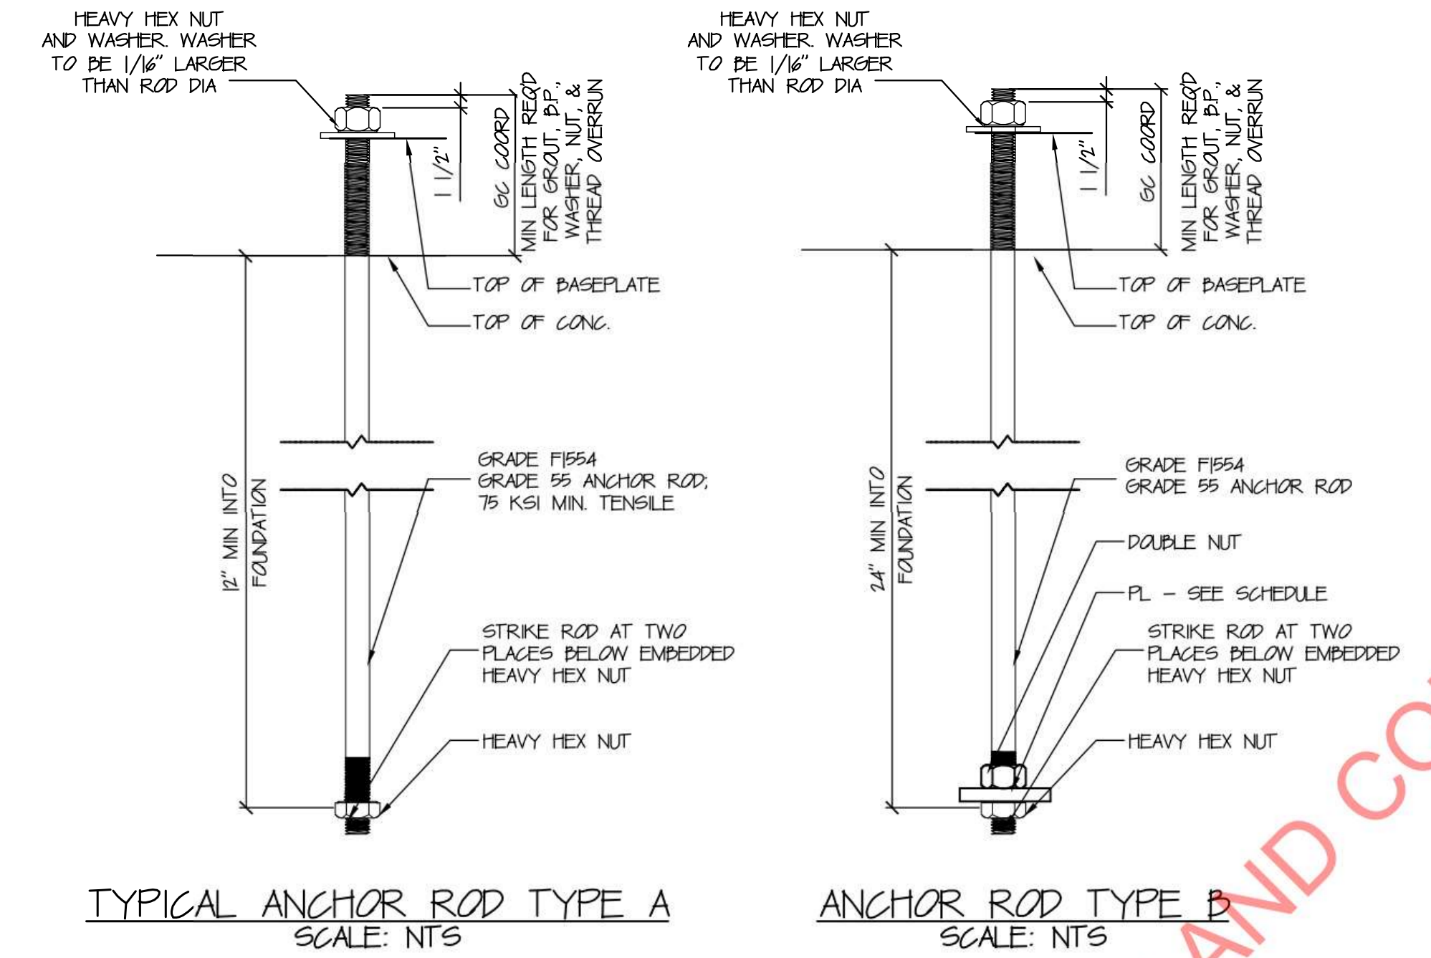 HEAVY HEX NUT
AND WASHER. WASHER
TO BE 1/16" LARGER
THAN ROD DIA
1 1/2"
GC COORD
MIN LENGTH REQ'D
FOR GROUT, B.P.,
WASHER, NUT, &
THREAD OVERRUN
TOP OF BASEPLATE
TOP OF CONC.
12" MIN INTO
FOUNDATION
GRADE F1554
GRADE 55 ANCHOR ROD;
75 KSI MIN. TENSILE
STRIKE ROD AT TWO
PLACES BELOW EMBEDDED
HEAVY HEX NUT
HEAVY HEX NUT
TYPICAL ANCHOR ROD TYPE A
SCALE: NTS
HEAVY HEX NUT
AND WASHER. WASHER
TO BE 1/16" LARGER
THAN ROD DIA
1 1/2"
GC COORD
MIN LENGTH REQ'D
FOR GROUT, B.P.,
WASHER, NUT, &
THREAD OVERRUN
TOP OF BASEPLATE
TOP OF CONC.
24" MIN INTO
FOUNDATION
GRADE F1554
GRADE 55 ANCHOR ROD
DOUBLE NUT
PL - SEE SCHEDULE
STRIKE ROD AT TWO
PLACES BELOW EMBEDDED
HEAVY HEX NUT
HEAVY HEX NUT
ANCHOR ROD TYPE B
SCALE: NTS
AND CO